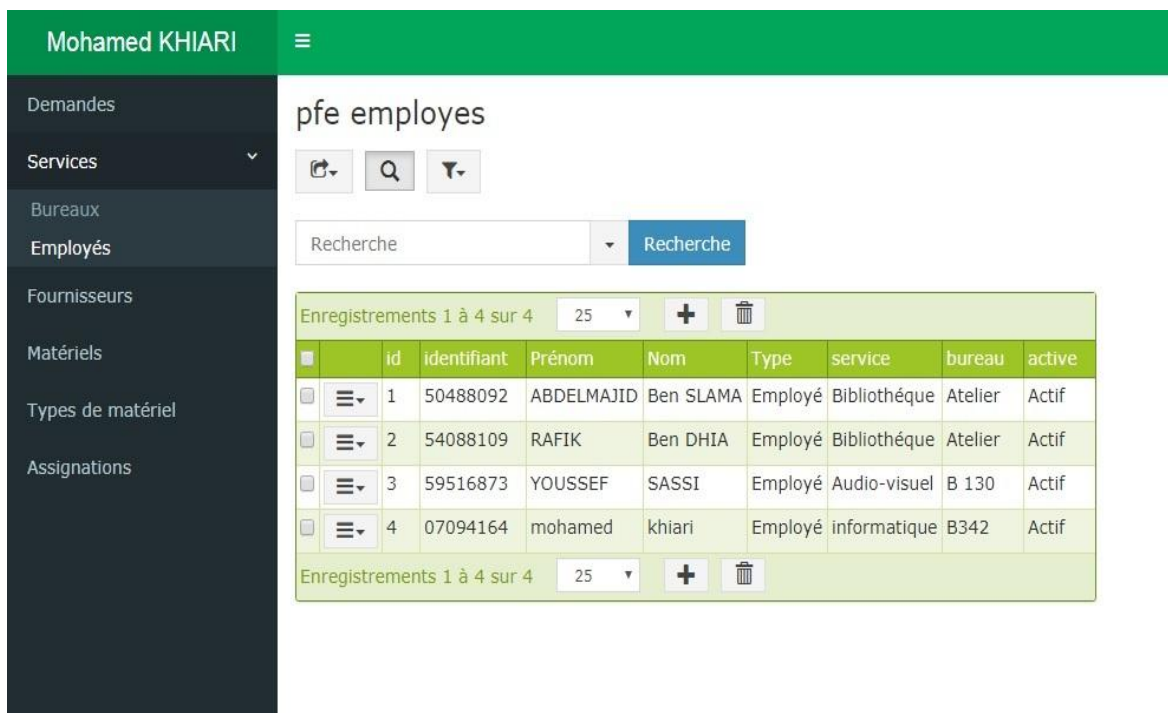 Mohamed KHIARI
Demandes
Services
Bureaux
Employés
Fournisseurs
Matériels
Types de matériel
Assignations
pfe employes
Recherche Recherche
Enregistrements 1 à 4 sur 4 25
id identifiant Prénom Nom Type service bureau active
1 50488092 ABDELMAJID Ben SLAMA Employé Bibliothéque Atelier Actif
2 54088109 RAFIK Ben DHIA Employé Bibliothéque Atelier Actif
3 59516873 YOUSSEF SASSI Employé Audio-visuel B 130 Actif
4 07094164 mohamed khiari Employé informatique B342 Actif
Enregistrements 1 à 4 sur 4 25